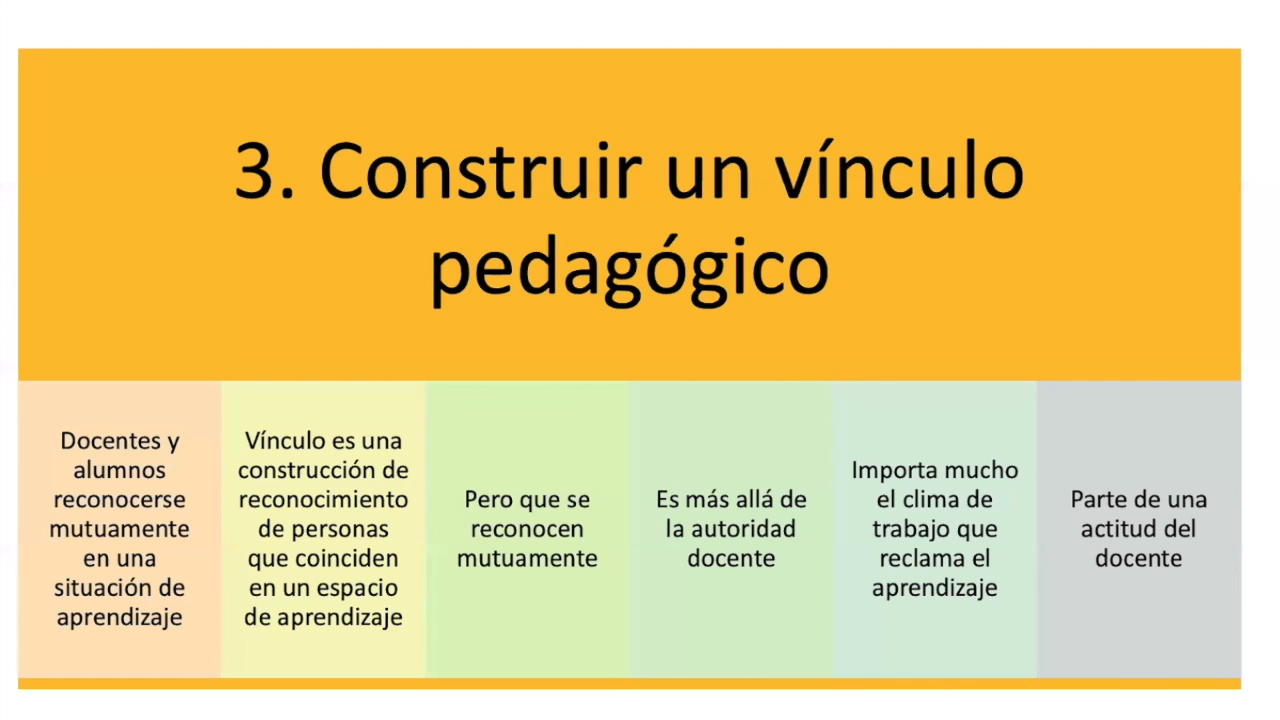 3. Construir un vínculo
pedagógico
Docentes y
alumnos
reconocerse
mutuamente
en una
situación de
aprendizaje
Vínculo es una
construcción de
reconocimiento
de personas
que coinciden
en un espacio
de aprendizaje
Pero que se
reconocen
mutuamente
Es más allá de
la autoridad
docente
Importa mucho
el clima de
trabajo que
reclama el
aprendizaje
Parte de una
actitud del
docente